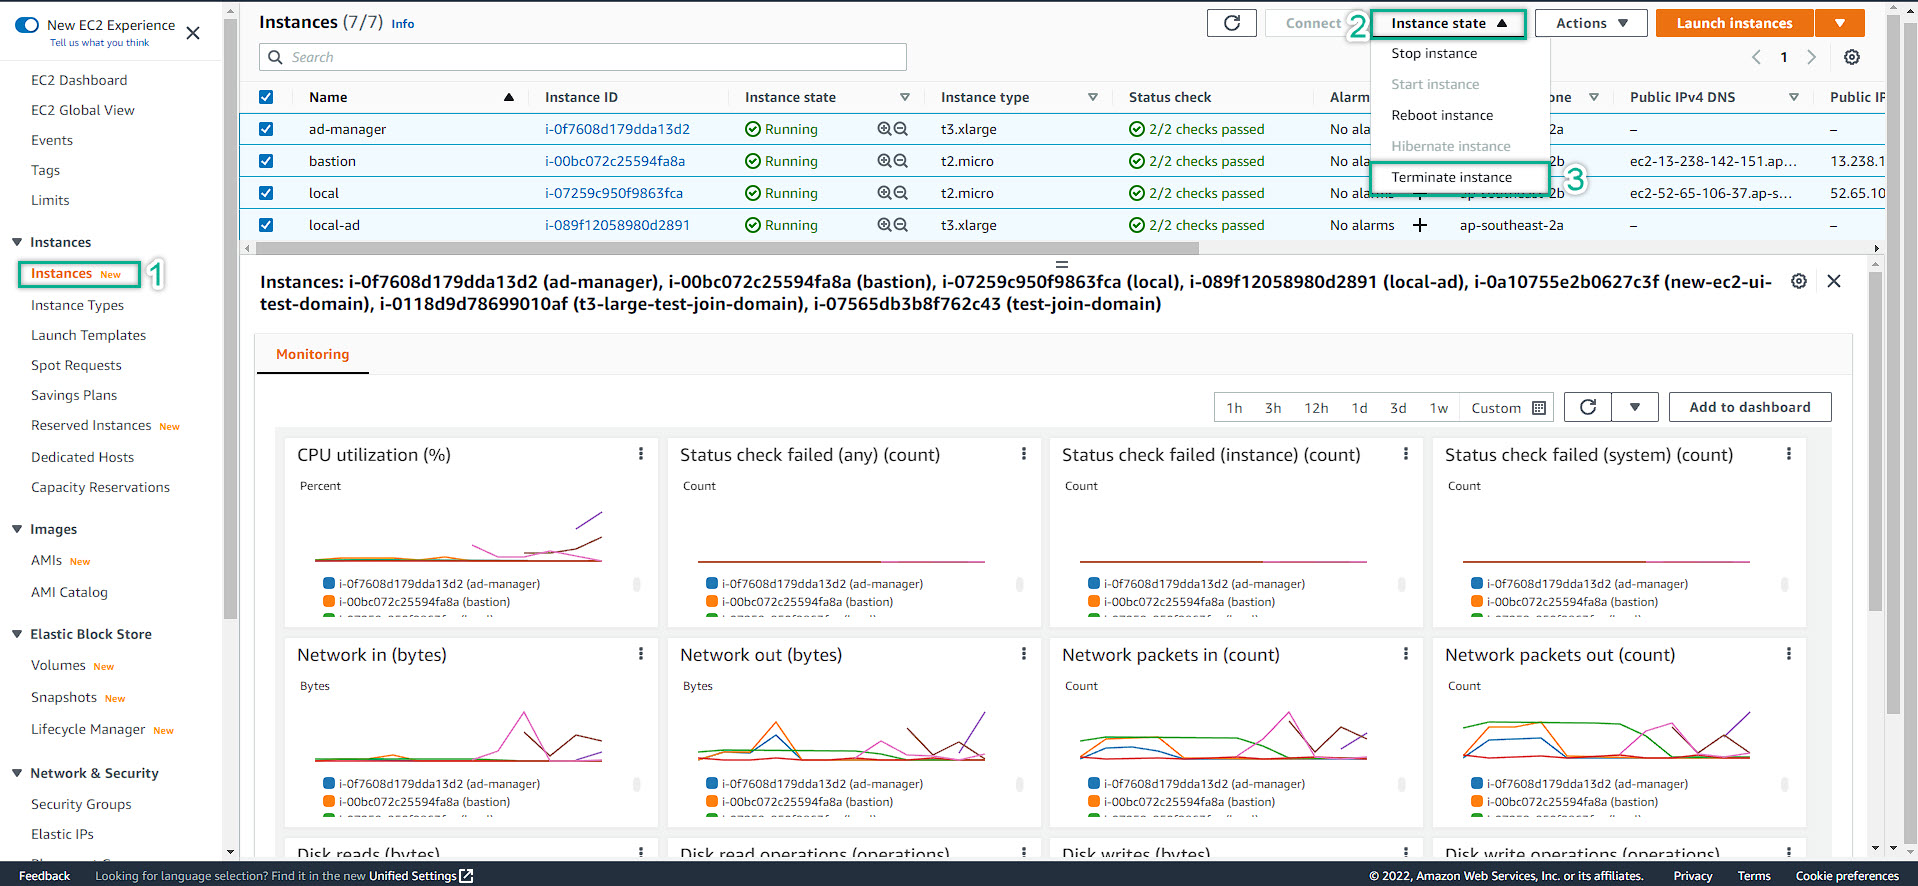 New EC2 Experience
Tell us what you think
EC2 Dashboard
EC2 Global View
Events
Tags
Limits
Instances
Instances New
1
Instance Types
Launch Templates
Spot Requests
Savings Plans
Reserved Instances New
Dedicated Hosts
Capacity Reservations
Images
AMIs New
AMI Catalog
Elastic Block Store
Volumes New
Snapshots New
Lifecycle Manager New
Network & Security
Security Groups
Elastic IPs
Instances (7/7) Info
Connect
2
Instance state
Actions
Launch instances
Search
1
Stop instance
Start instance
Reboot instance
Hibernate instance
Terminate instance
3
Name Instance ID Instance state Instance type Status check Alarm one Public IPv4 DNS Public IP
ad-manager i-0f7608d179dda13d2 Running t3.xlarge 2/2 checks passed No ala 2a – –
bastion i-00bc072c25594fa8a Running t2.micro 2/2 checks passed No ala 2b ec2-13-238-142-151.ap... 13.238.1
local i-07259c950f9863fca Running t2.micro 2/2 checks passed No alarms ap-southeast-2b ec2-52-65-106-37.ap-s... 52.65.10
local-ad i-089f12058980d2891 Running t3.xlarge 2/2 checks passed No alarms ap-southeast-2a – –
Instances: i-0f7608d179dda13d2 (ad-manager), i-00bc072c25594fa8a (bastion), i-07259c950f9863fca (local), i-089f12058980d2891 (local-ad), i-0a10755e2b0627c3f (new-ec2-ui-
test-domain), i-0118d9d78699010af (t3-large-test-join-domain), i-07565db3b8f762c43 (test-join-domain)
Monitoring
1h 3h 12h 1d 3d 1w Custom
Add to dashboard
CPU utilization (%)
Percent
i-0f7608d179dda13d2 (ad-manager)
i-00bc072c25594fa8a (bastion)
Status check failed (any) (count)
Count
i-0f7608d179dda13d2 (ad-manager)
i-00bc072c25594fa8a (bastion)
Status check failed (instance) (count)
Count
i-0f7608d179dda13d2 (ad-manager)
i-00bc072c25594fa8a (bastion)
Status check failed (system) (count)
Count
i-0f7608d179dda13d2 (ad-manager)
i-00bc072c25594fa8a (bastion)
Network in (bytes)
Bytes
i-0f7608d179dda13d2 (ad-manager)
i-00bc072c25594fa8a (bastion)
Network out (bytes)
Bytes
i-0f7608d179dda13d2 (ad-manager)
i-00bc072c25594fa8a (bastion)
Network packets in (count)
Count
i-0f7608d179dda13d2 (ad-manager)
i-00bc072c25594fa8a (bastion)
Network packets out (count)
Count
i-0f7608d179dda13d2 (ad-manager)
i-00bc072c25594fa8a (bastion)
Disk reads (bytes)
Disk read operations (operations)
Disk writes (bytes)
Disk write operations (operations)
Feedback
Looking for language selection? Find it in the new Unified Settings
© 2022, Amazon Web Services, Inc. or its affiliates.
Privacy
Terms
Cookie preferences